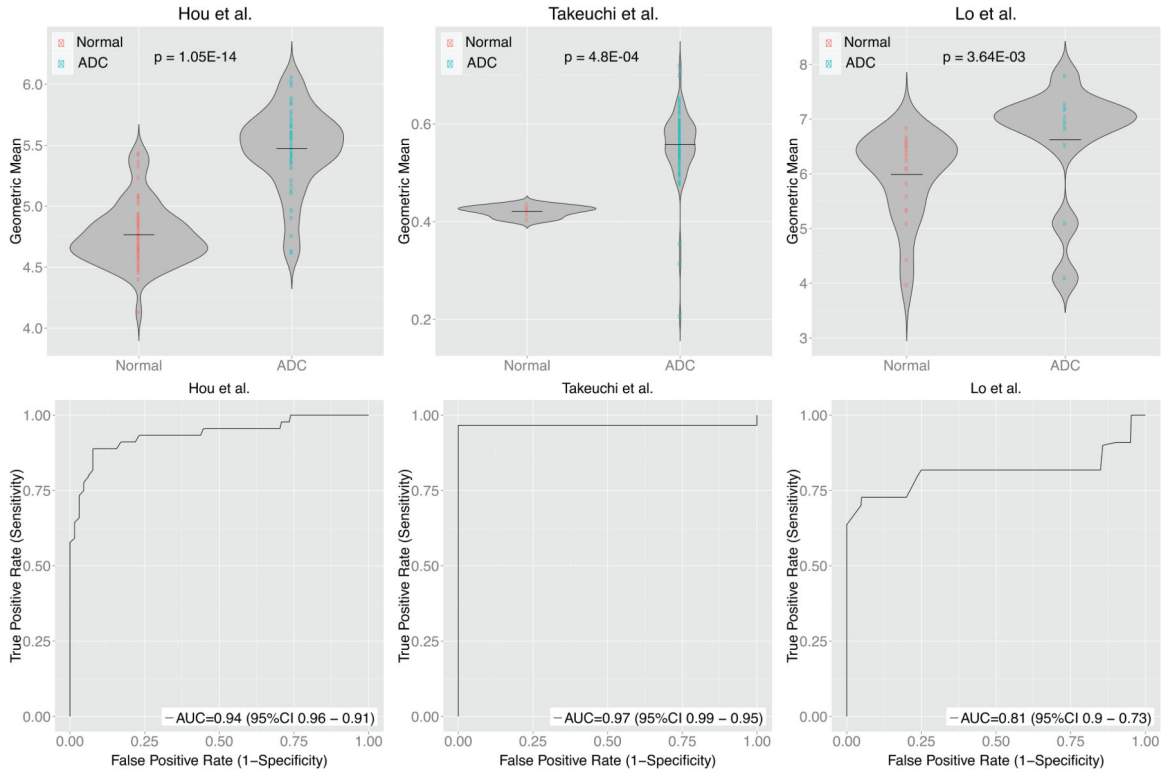 Hou et al.
Normal
ADC
p = 1.05E-14
Geometric Mean
6.0
5.5
5.0
4.5
4.0
Normal
ADC
Takeuchi et al.
Normal
ADC
p = 4.8E-04
Geometric Mean
0.6
0.4
0.2
Normal
ADC
Lo et al.
Normal
ADC
p = 3.64E-03
Geometric Mean
8
7
6
5
4
3
Normal
ADC
Hou et al.
True Positive Rate (Sensitivity)
1.00
0.75
0.50
0.25
0.00
AUC=0.94 (95%CI 0.96 − 0.91)
0.00 0.25 0.50 0.75 1.00
False Positive Rate (1−Specificity)
Takeuchi et al.
True Positive Rate (Sensitivity)
1.00
0.75
0.50
0.25
0.00
AUC=0.97 (95%CI 0.99 − 0.95)
0.00 0.25 0.50 0.75 1.00
False Positive Rate (1−Specificity)
Lo et al.
True Positive Rate (Sensitivity)
1.00
0.75
0.50
0.25
0.00
AUC=0.81 (95%CI 0.9 − 0.73)
0.00 0.25 0.50 0.75 1.00
False Positive Rate (1−Specificity)